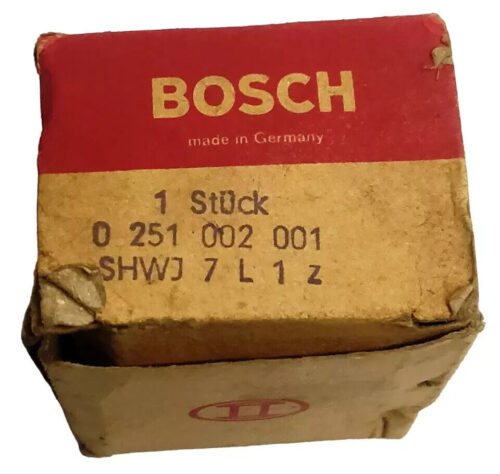 BOSCH
made in Germany
1 Stück
0 251 002 001
SHWJ 7 L 1 z